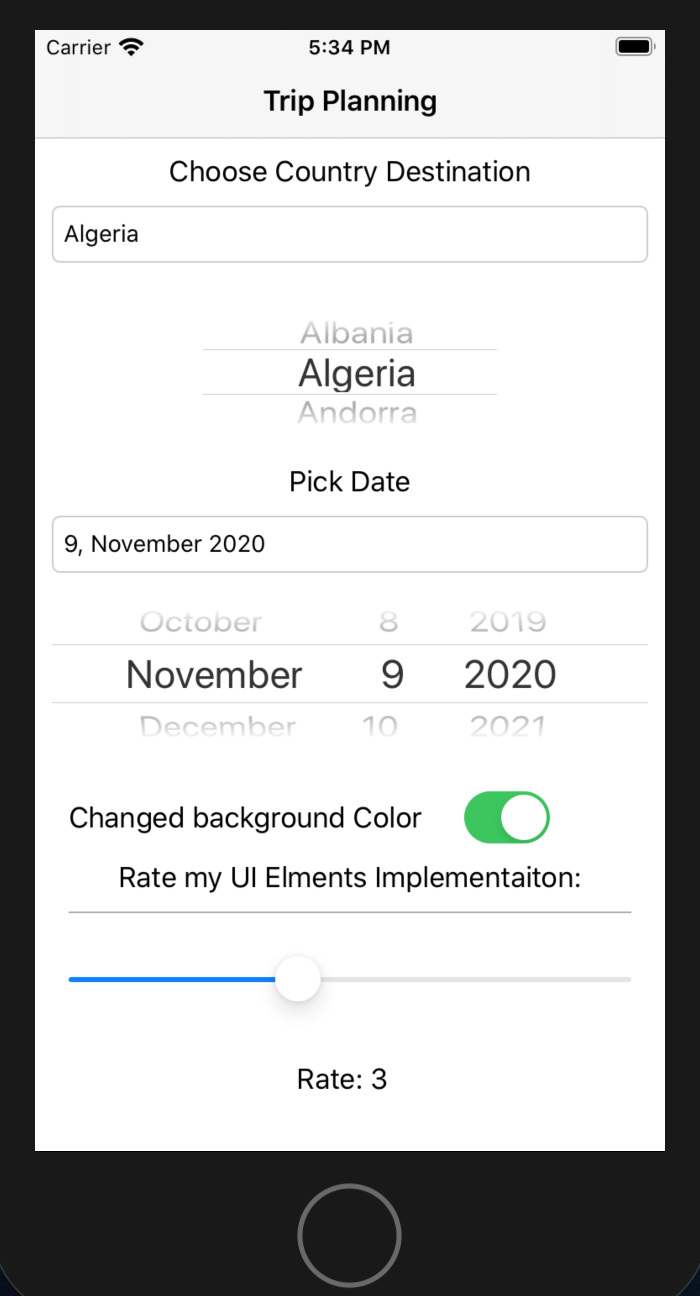 Carrier 5:34 PM
Trip Planning
Choose Country Destination
Algeria
Albania
Algeria
Andorra
Pick Date
9, November 2020
October 8 2019
November 9 2020
December 10 2021
Changed background Color
Rate my UI Elments Implementaiton:
Rate: 3